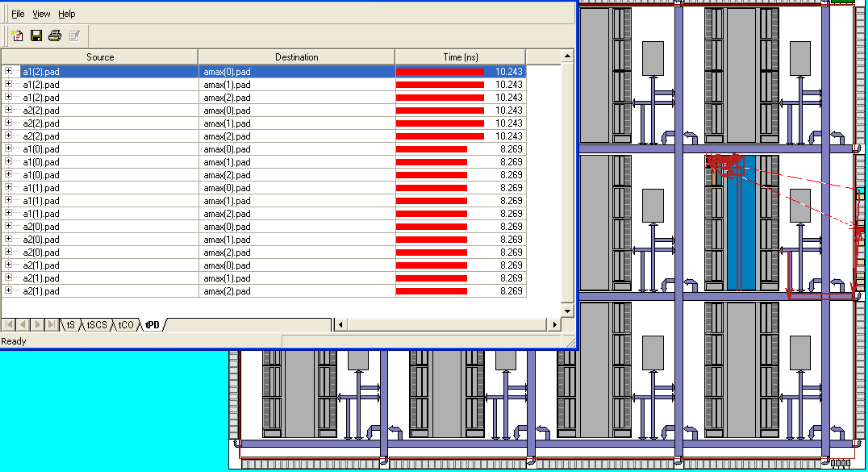 File View Help
Source Destination Time (ns)
a1(2).pad amax(0).pad 10.243
a1(2).pad amax(1).pad 10.243
a1(2).pad amax(2).pad 10.243
a2(2).pad amax(0).pad 10.243
a2(2).pad amax(1).pad 10.243
a2(2).pad amax(2).pad 10.243
a1(0).pad amax(0).pad 8.269
a1(0).pad amax(1).pad 8.269
a1(0).pad amax(2).pad 8.269
a1(1).pad amax(0).pad 8.269
a1(1).pad amax(1).pad 8.269
a1(1).pad amax(2).pad 8.269
a2(0).pad amax(0).pad 8.269
a2(0).pad amax(1).pad 8.269
a2(0).pad amax(2).pad 8.269
a2(1).pad amax(0).pad 8.269
a2(1).pad amax(1).pad 8.269
a2(1).pad amax(2).pad 8.269
tS tSCS tCO tPD
Ready